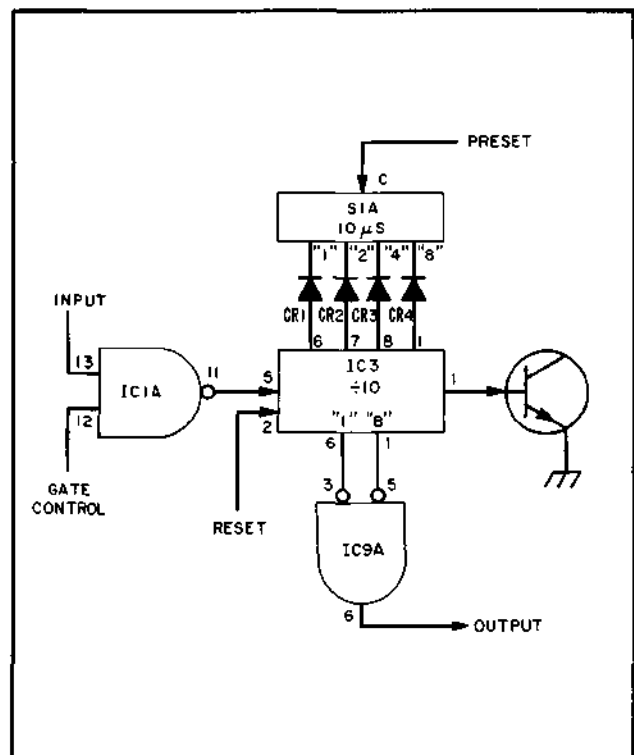 PRESET
C
S1A
10 µS
"1" "2" "4" "8"
INPUT
CR1 CR2 CR3 CR4
13
11
6 7 8 1
IC1A
5
IC3
÷10
1
12
2
"1" "8"
6 1
GATE
CONTROL
3 5
RESET
IC9A
6
OUTPUT